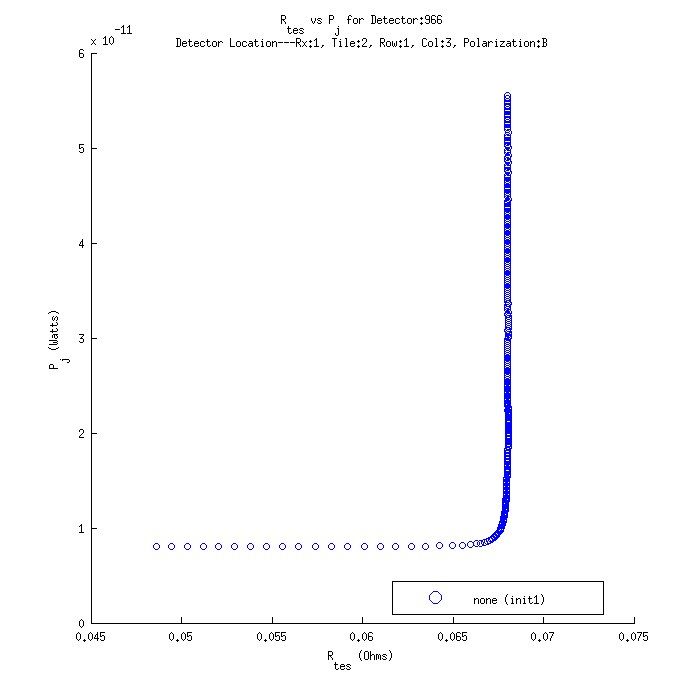 R_tes vs P_j for Detector:966
Detector Location---Rx:1, Tile:2, Row:1, Col:3, Polarization:B
x 10^-11
6
5
4
3
2
1
0
P_j (Watts)
none (init1)
0.045 0.05 0.055 0.06 0.065 0.07 0.075
R_tes (Ohms)